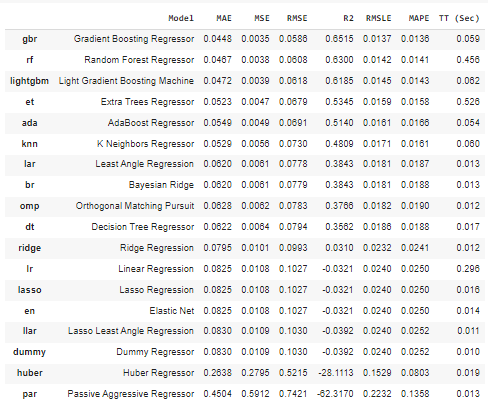 Model MAE MSE RMSE R2 RMSLE MAPE TT (Sec)
gbr Gradient Boosting Regressor 0.0448 0.0035 0.0586 0.6515 0.0137 0.0136 0.059
rf Random Forest Regressor 0.0467 0.0038 0.0608 0.6300 0.0142 0.0141 0.456
lightgbm Light Gradient Boosting Machine 0.0472 0.0039 0.0618 0.6185 0.0145 0.0143 0.062
et Extra Trees Regressor 0.0523 0.0047 0.0679 0.5345 0.0159 0.0158 0.526
ada AdaBoost Regressor 0.0549 0.0049 0.0691 0.5140 0.0161 0.0166 0.054
knn K Neighbors Regressor 0.0529 0.0056 0.0730 0.4809 0.0171 0.0161 0.060
lar Least Angle Regression 0.0620 0.0061 0.0778 0.3843 0.0181 0.0187 0.013
br Bayesian Ridge 0.0620 0.0061 0.0779 0.3843 0.0181 0.0188 0.013
omp Orthogonal Matching Pursuit 0.0628 0.0062 0.0783 0.3766 0.0182 0.0190 0.012
dt Decision Tree Regressor 0.0622 0.0064 0.0794 0.3562 0.0186 0.0188 0.017
ridge Ridge Regression 0.0795 0.0101 0.0993 0.0310 0.0232 0.0241 0.012
lr Linear Regression 0.0825 0.0108 0.1027 -0.0321 0.0240 0.0250 0.296
lasso Lasso Regression 0.0825 0.0108 0.1027 -0.0321 0.0240 0.0250 0.016
en Elastic Net 0.0825 0.0108 0.1027 -0.0321 0.0240 0.0250 0.014
llar Lasso Least Angle Regression 0.0830 0.0109 0.1030 -0.0392 0.0240 0.0252 0.011
dummy Dummy Regressor 0.0830 0.0109 0.1030 -0.0392 0.0240 0.0252 0.010
huber Huber Regressor 0.2638 0.2795 0.5215 -28.1113 0.1529 0.0803 0.019
par Passive Aggressive Regressor 0.4504 0.5912 0.7421 -62.3170 0.2232 0.1358 0.013